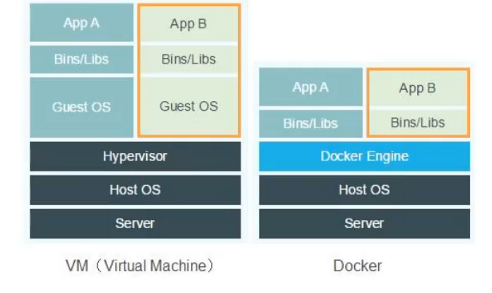 App A
App B
Bins/Libs
Bins/Libs
Guest OS
Guest OS
Hypervisor
Host OS
Server
VM（Virtual Machine）
App A
App B
Bins/Libs
Bins/Libs
Docker Engine
Host OS
Server
Docker